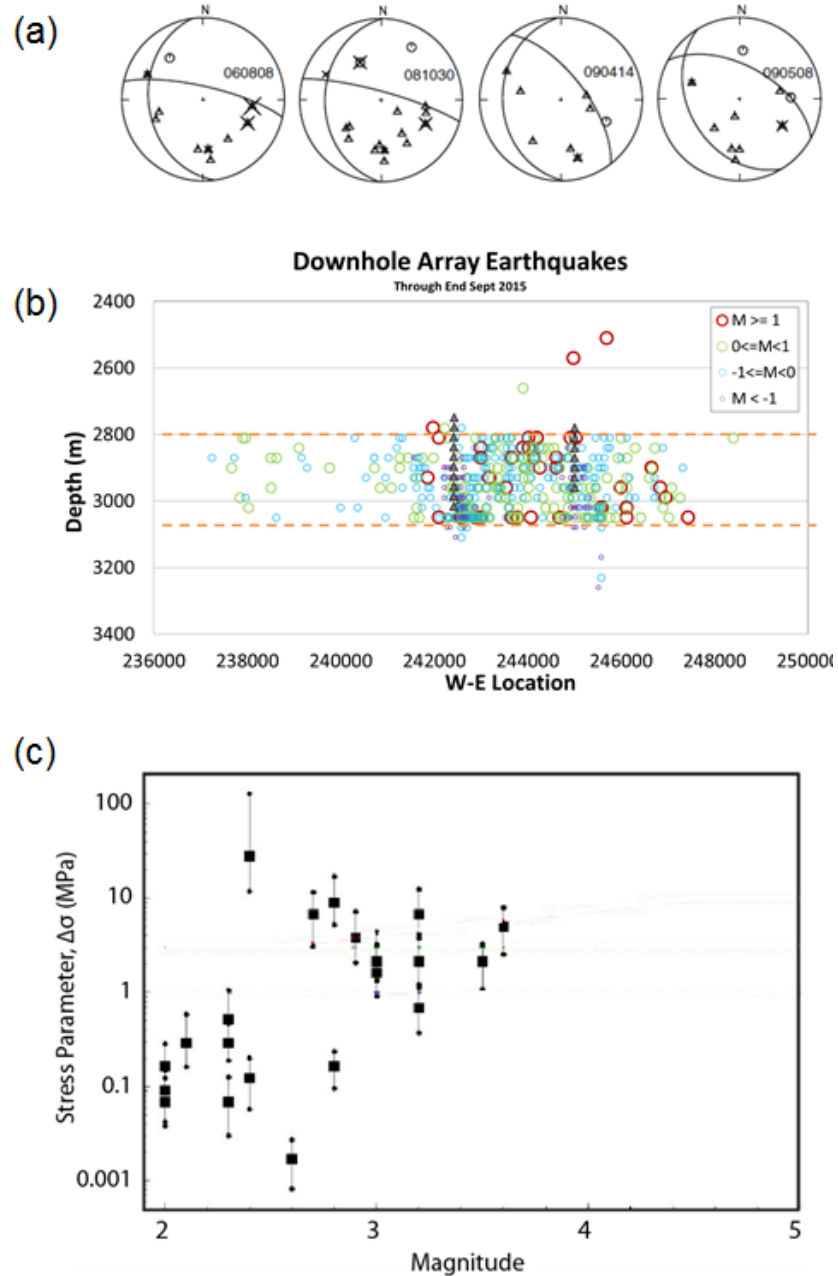 (a)
N N N N
060808 081030 090414 090508
(b)
Downhole Array Earthquakes
Through End Sept 2015
2400
2600
2800
3000
3200
3400
Depth (m)
M >= 1
0<=M<1
-1<=M<0
M < -1
236000 238000 240000 242000 244000 246000 248000 250000
W-E Location
(c)
100
10
1
0.1
0.001
Stress Parameter, Δσ (MPa)
2 3 4 5
Magnitude